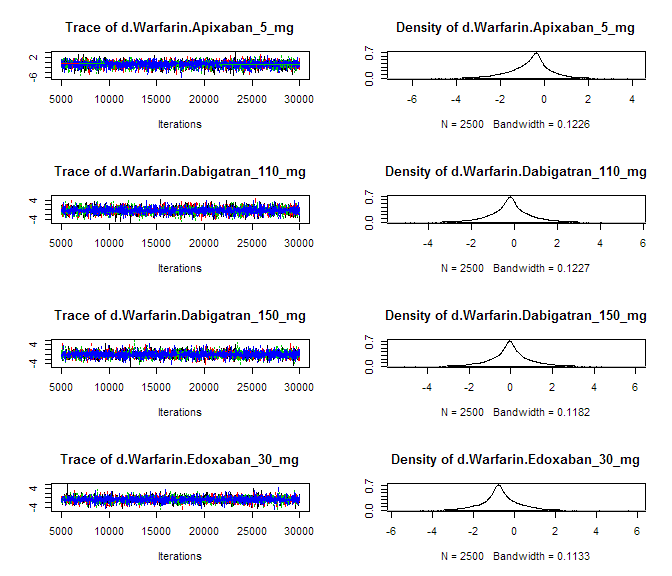 Trace of d.Warfarin.Apixaban_5_mg
2
-6
5000 10000 15000 20000 25000 30000
Iterations
Density of d.Warfarin.Apixaban_5_mg
0.7
0.0
-6 -4 -2 0 2 4
N = 2500 Bandwidth = 0.1226
Trace of d.Warfarin.Dabigatran_110_mg
4
-4
5000 10000 15000 20000 25000 30000
Iterations
Density of d.Warfarin.Dabigatran_110_mg
0.7
0.0
-4 -2 0 2 4 6
N = 2500 Bandwidth = 0.1227
Trace of d.Warfarin.Dabigatran_150_mg
4
-4
5000 10000 15000 20000 25000 30000
Iterations
Density of d.Warfarin.Dabigatran_150_mg
0.7
0.0
-4 -2 0 2 4 6
N = 2500 Bandwidth = 0.1182
Trace of d.Warfarin.Edoxaban_30_mg
4
-4
5000 10000 15000 20000 25000 30000
Iterations
Density of d.Warfarin.Edoxaban_30_mg
0.7
0.0
-6 -4 -2 0 2 4 6
N = 2500 Bandwidth = 0.1133